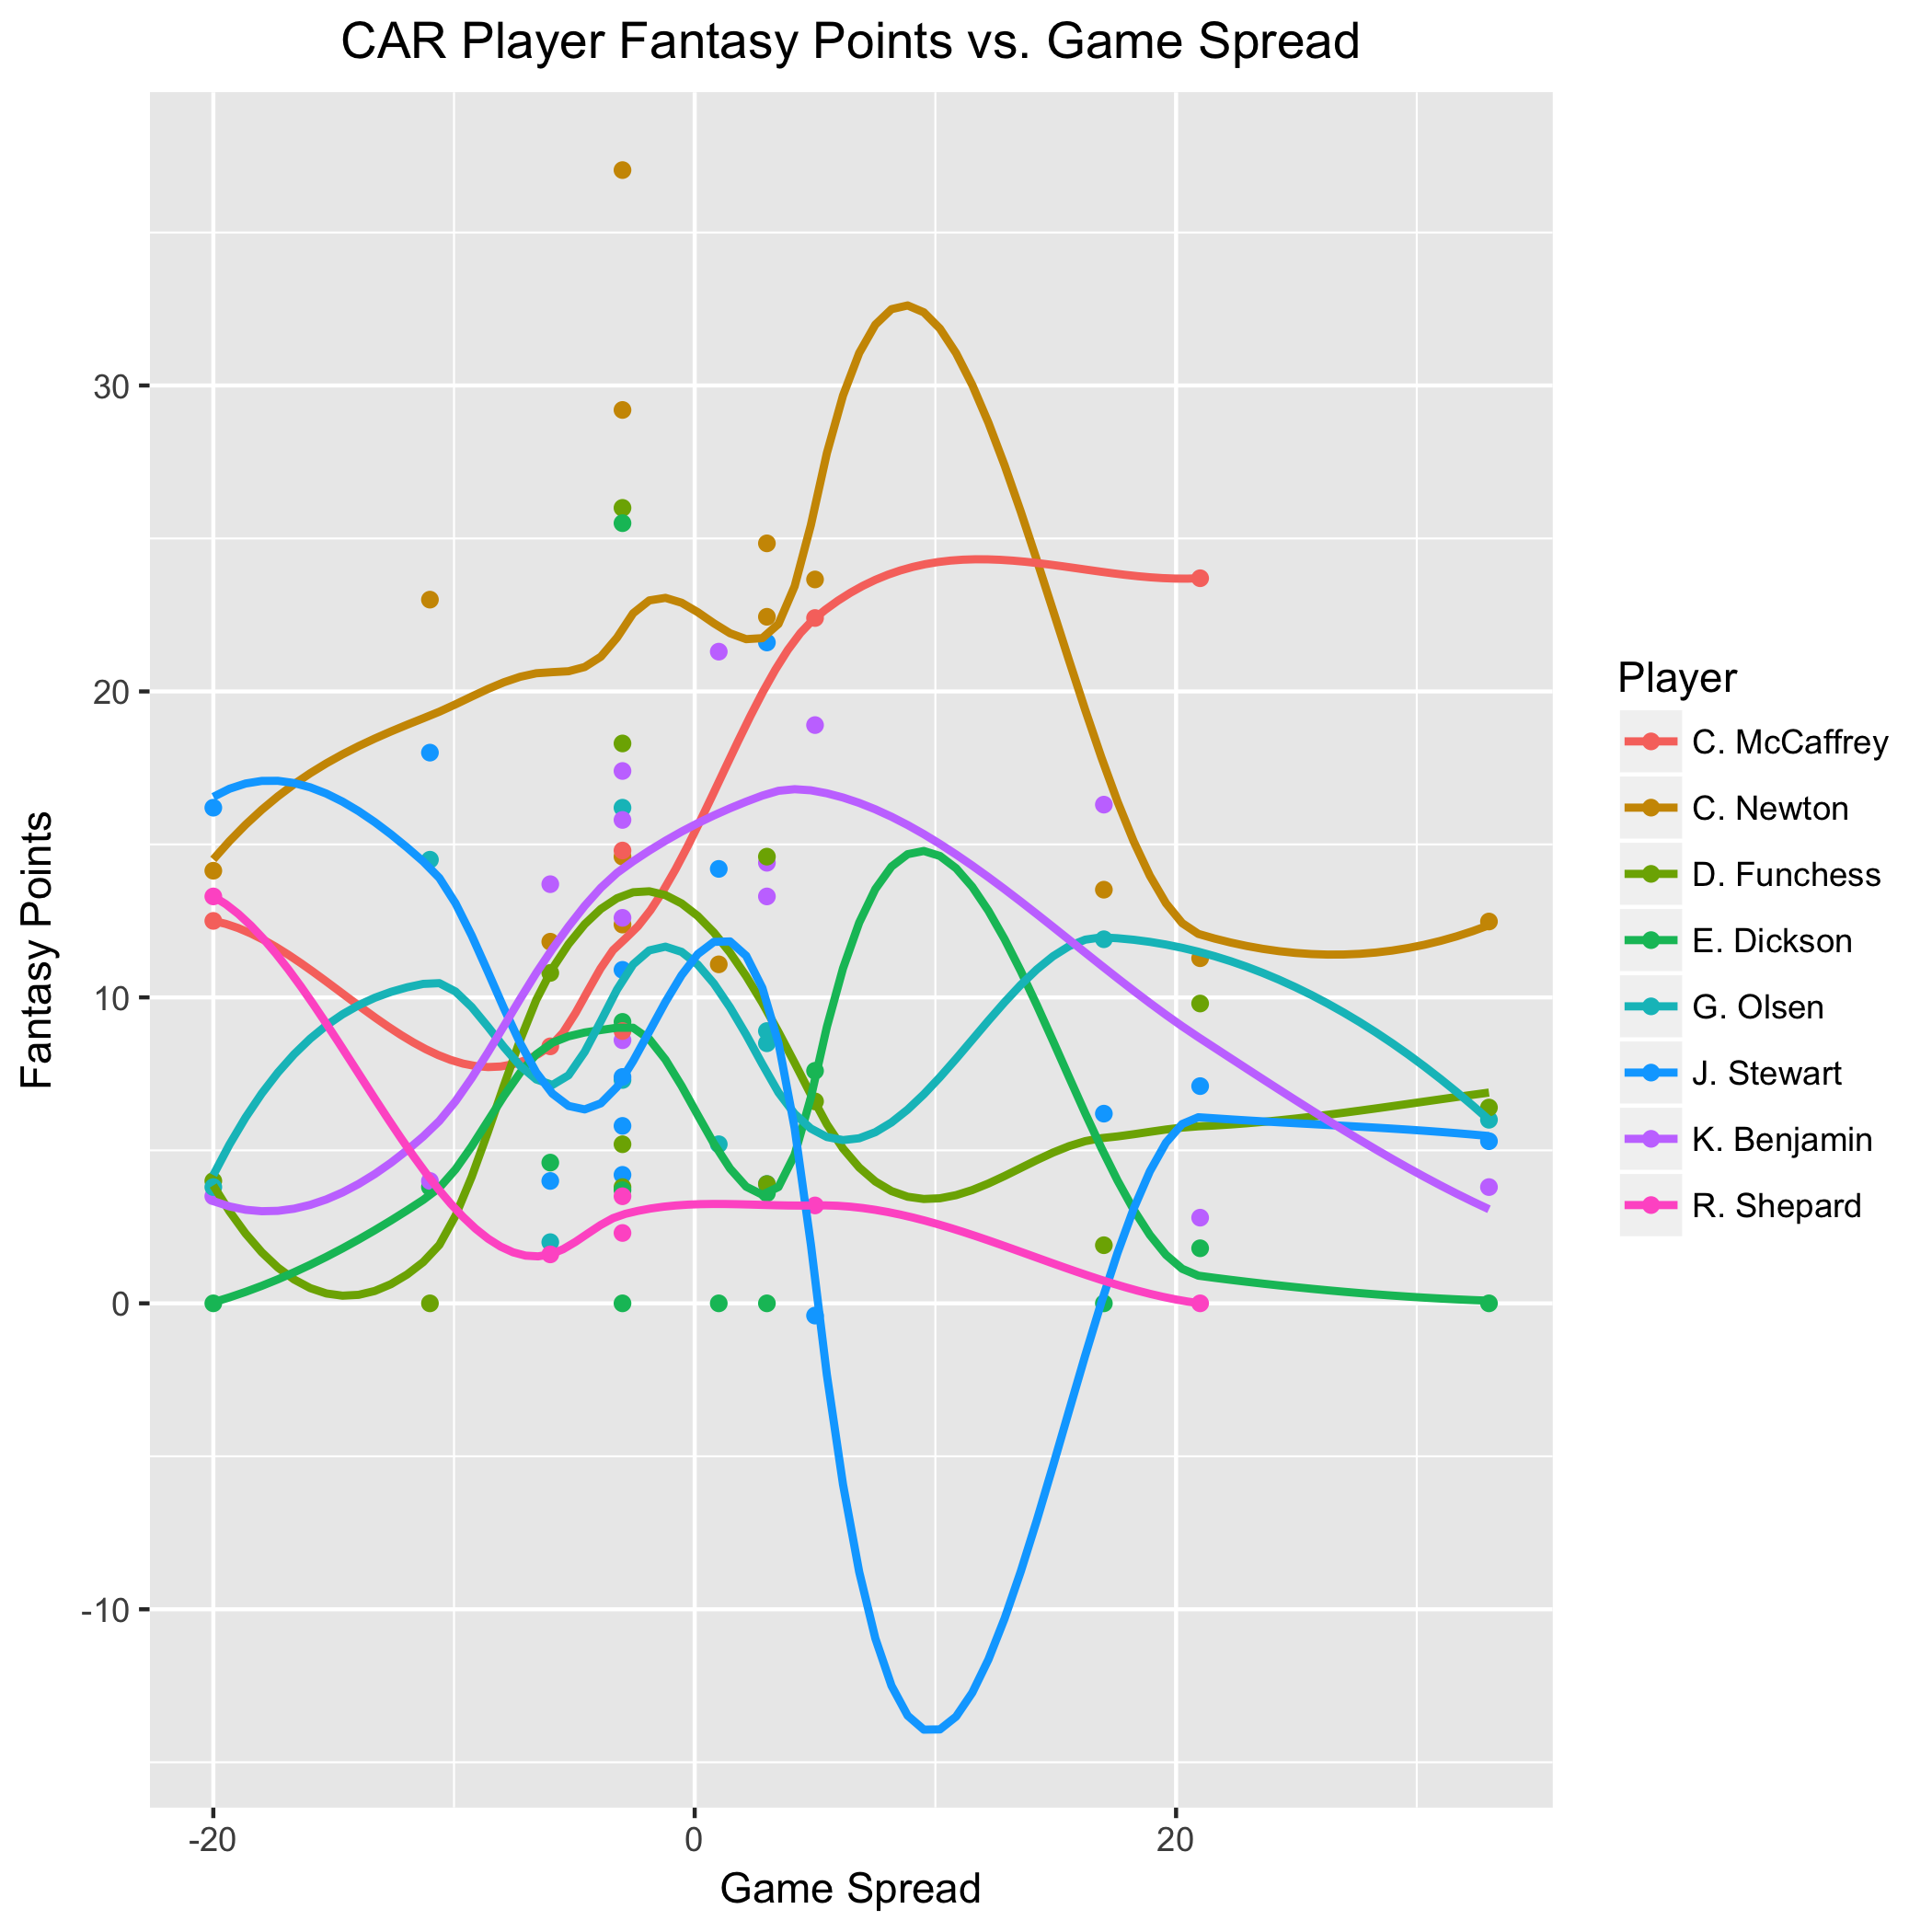 CAR Player Fantasy Points vs. Game Spread
Fantasy Points
30
20
10
0
-10
-20
0
20
Game Spread
Player
C. McCaffrey
C. Newton
D. Funchess
E. Dickson
G. Olsen
J. Stewart
K. Benjamin
R. Shepard